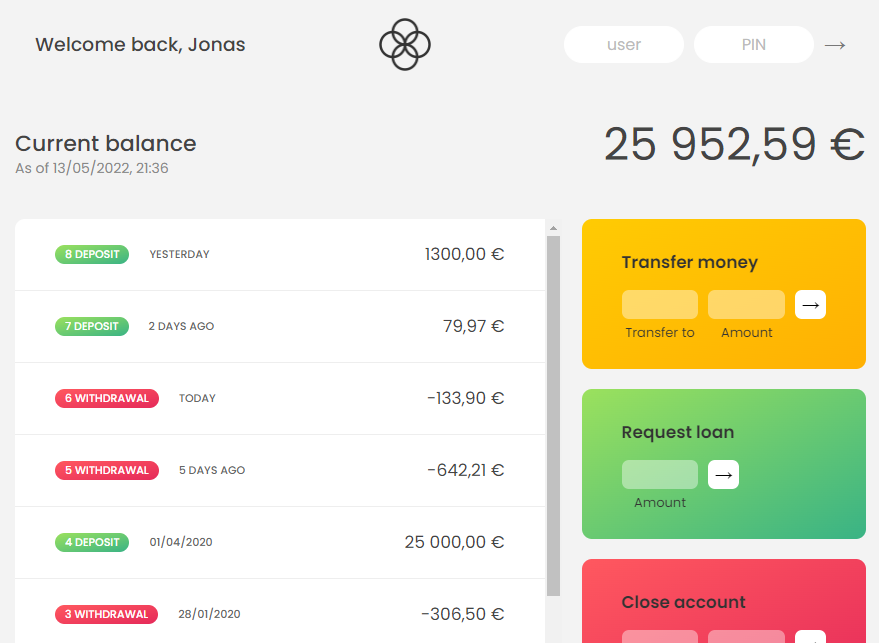 Welcome back, Jonas
user PIN →
Current balance
As of 13/05/2022, 21:36
25 952,59 €
8 DEPOSIT YESTERDAY 1300,00 €
7 DEPOSIT 2 DAYS AGO 79,97 €
6 WITHDRAWAL TODAY -133,90 €
5 WITHDRAWAL 5 DAYS AGO -642,21 €
4 DEPOSIT 01/04/2020 25 000,00 €
3 WITHDRAWAL 28/01/2020 -306,50 €
Transfer money
→
Transfer to Amount
Request loan
→
Amount
Close account